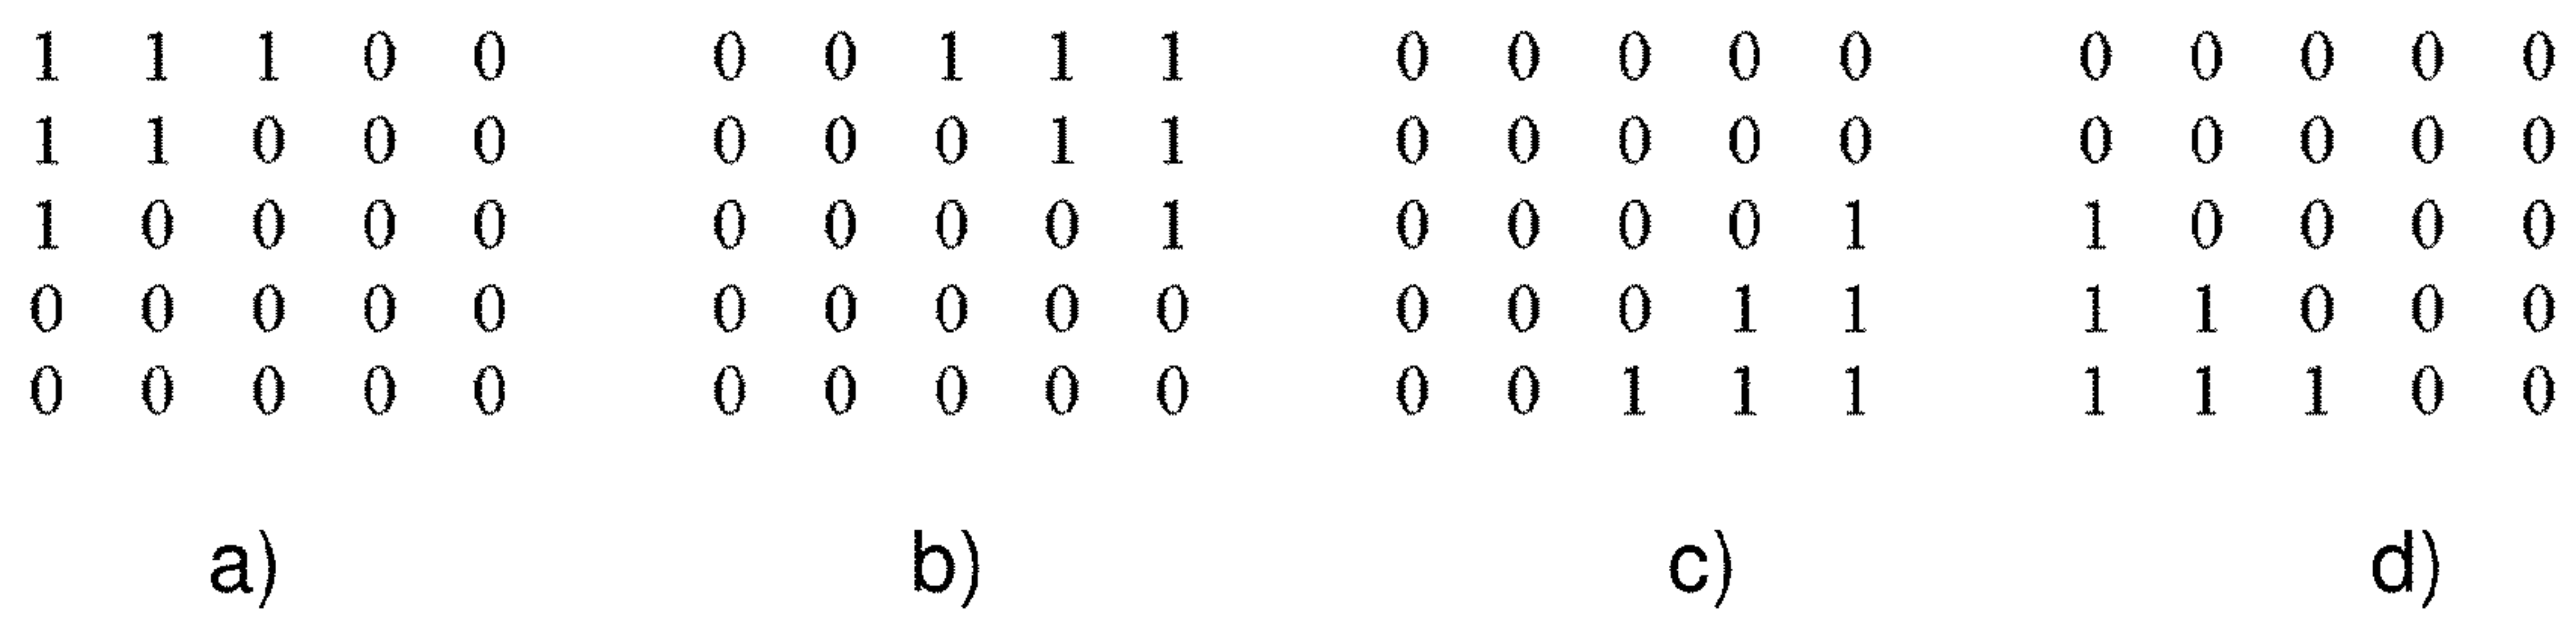 1 1 1 0 0 0 0 1 1 1 0 0 0 0 0 0 0 0 0 0
1 1 0 0 0 0 0 0 1 1 0 0 0 0 0 0 0 0 0 0
1 0 0 0 0 0 0 0 0 1 0 0 0 0 1 1 0 0 0 0
0 0 0 0 0 0 0 0 0 0 0 0 0 1 1 1 1 0 0 0
0 0 0 0 0 0 0 0 0 0 0 0 1 1 1 1 1 1 0 0
a) b) c) d)